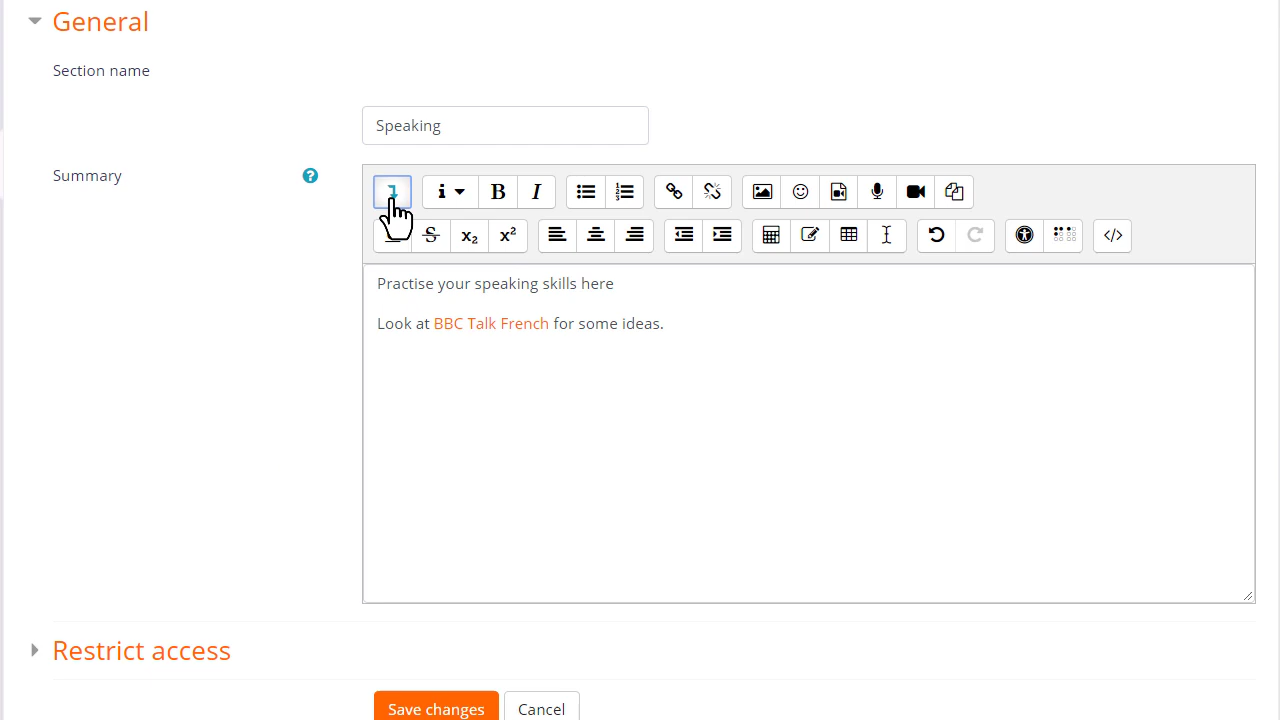 General
Section name
Speaking
Summary
Practise your speaking skills here
Look at BBC Talk French for some ideas.
Restrict access
Save changes Cancel